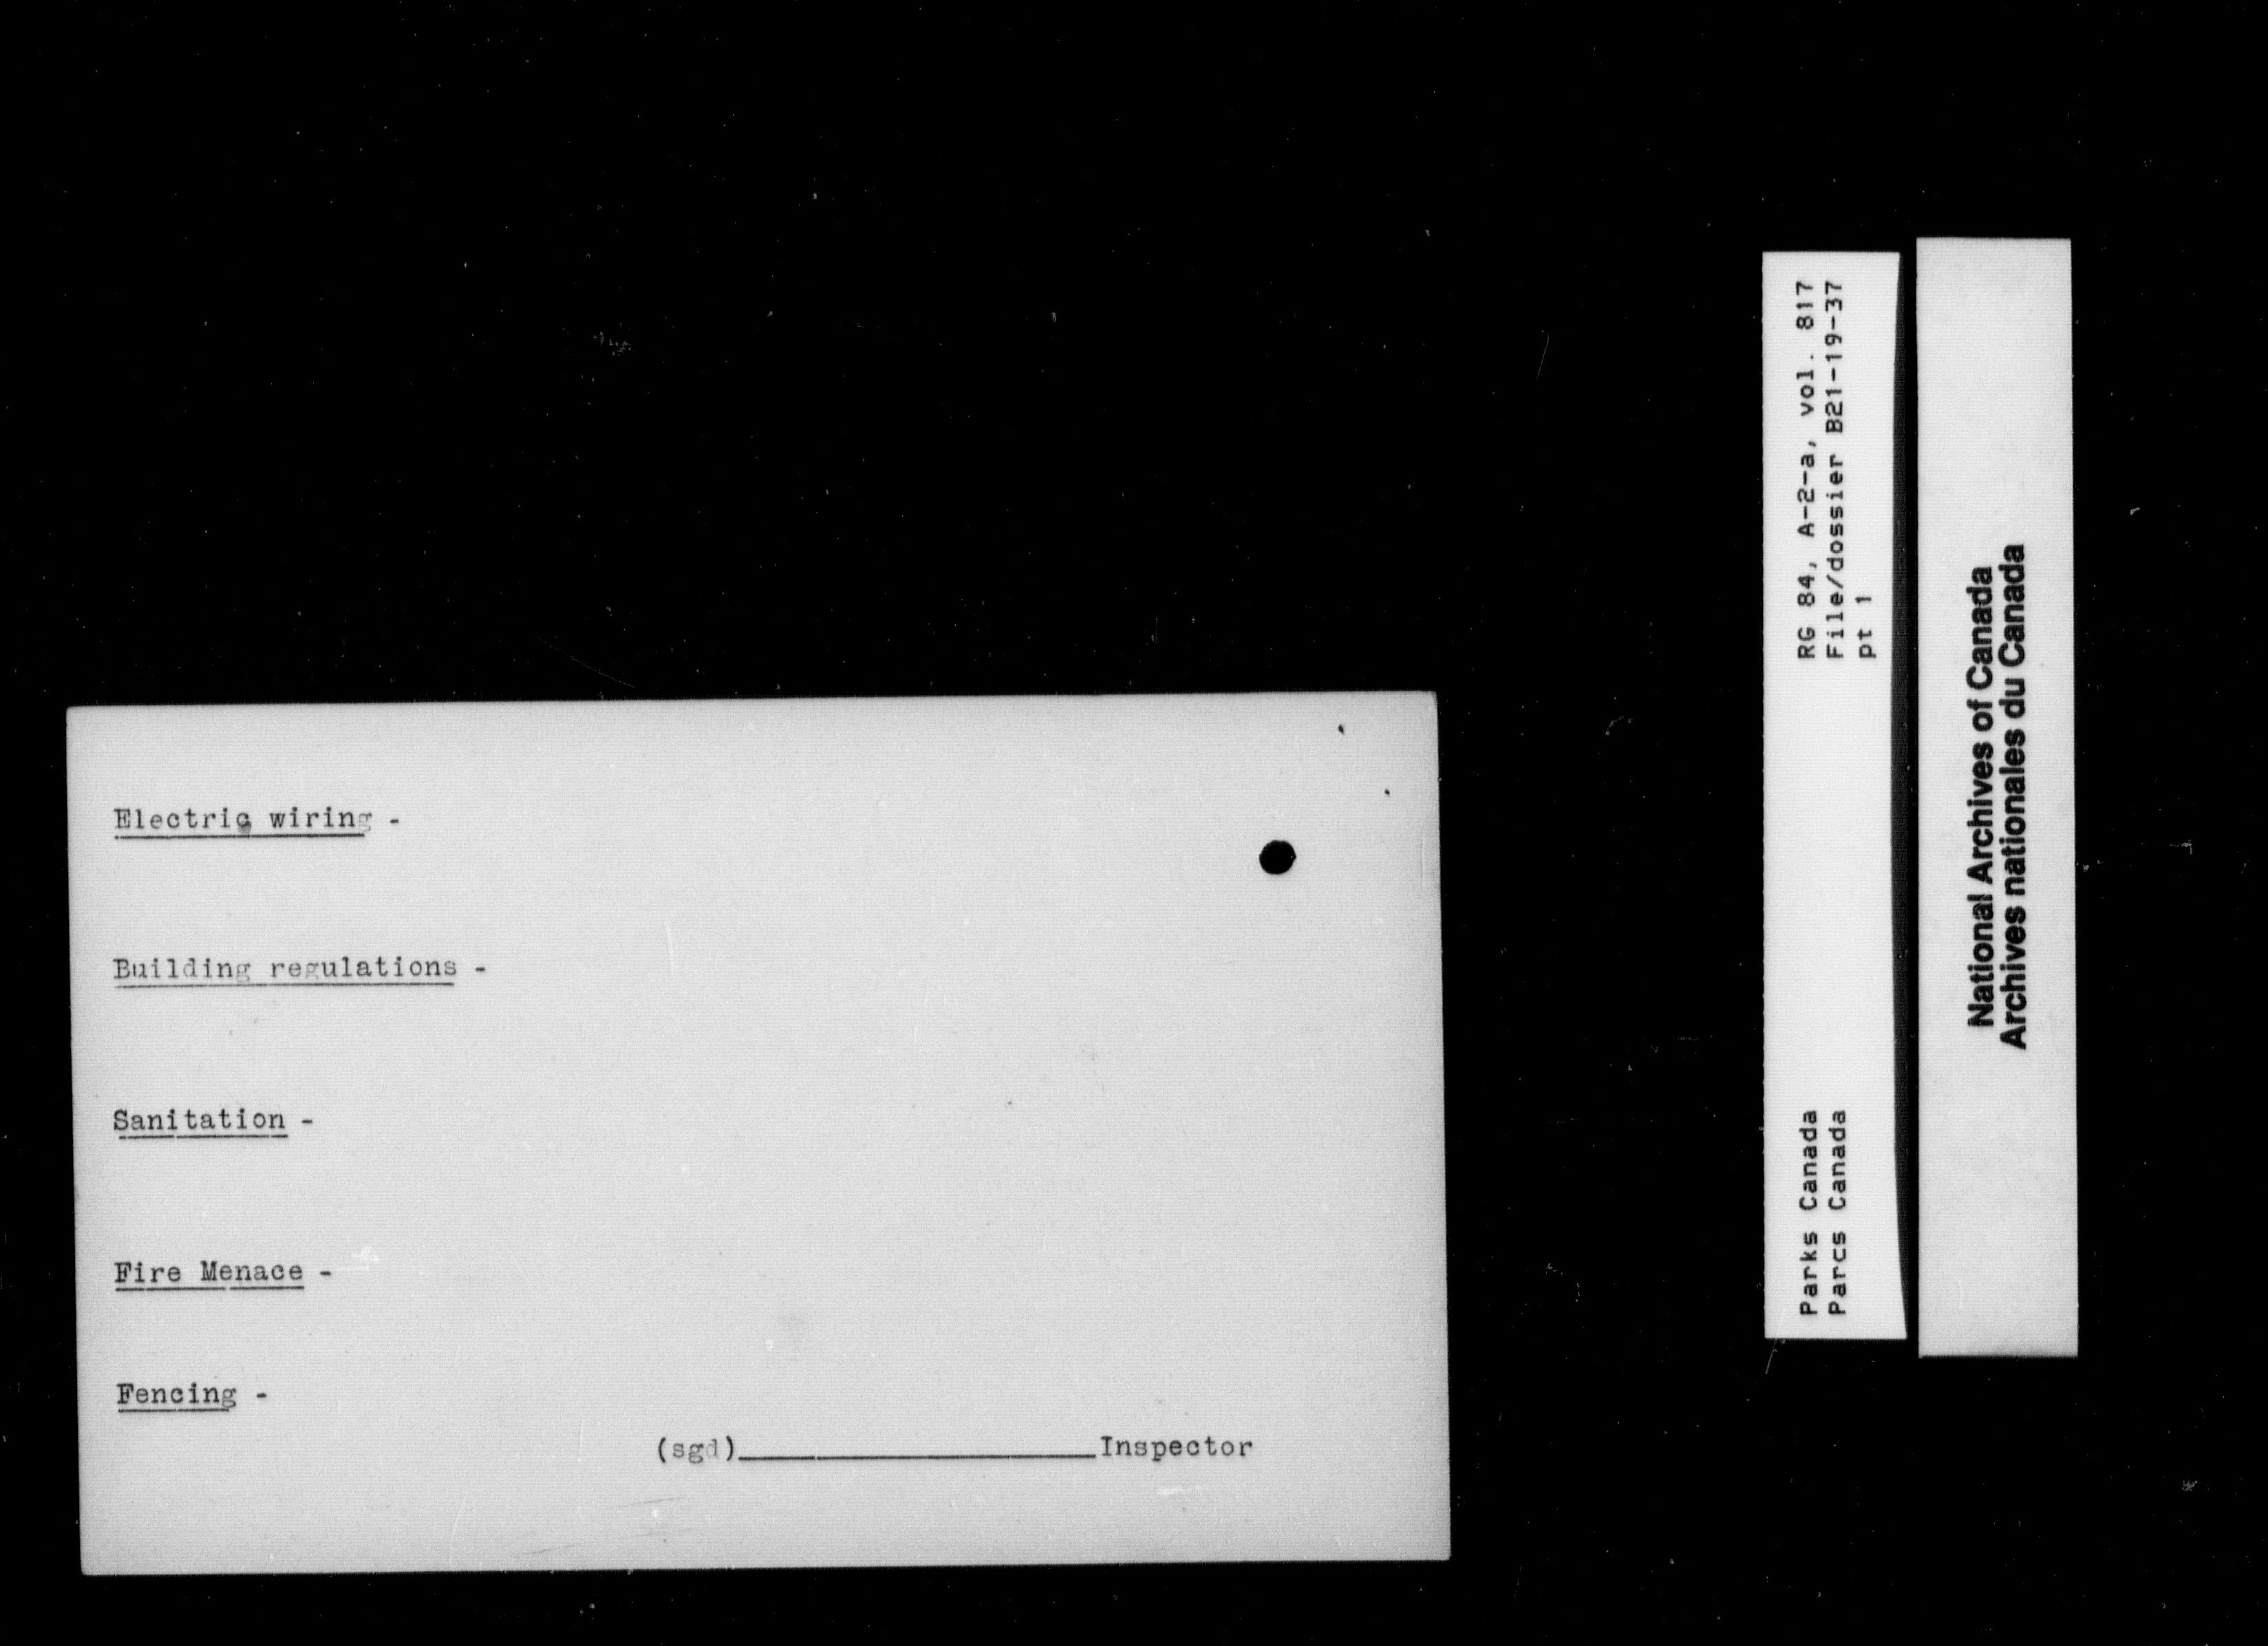 Electric wiring -
Building regulations -
Sanitation -
Fire Menace -
Fencing -
(sgd)____________________Inspector
Parks Canada RG 84, A-2-a, vol. 817
Parcs Canada File/dossier B21-19-37
pt 1
National Archives of Canada
Archives nationales du Canada